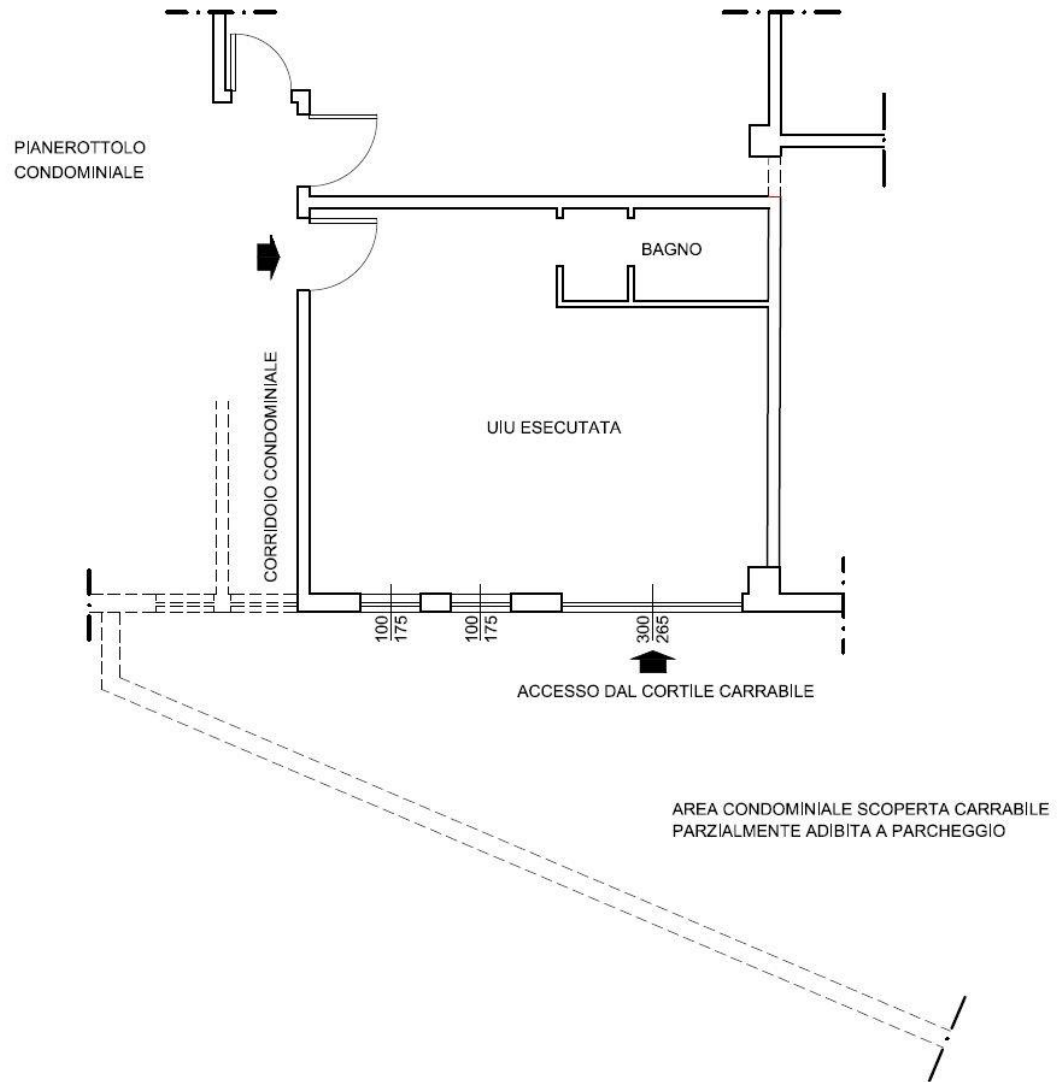 PIANEROTTOLO
CONDOMINIALE
BAGNO
CORRIDOIO CONDOMINIALE
UIU ESECUTATA
100
175
100
175
300
265
ACCESSO DAL CORTILE CARRABILE
AREA CONDOMINIALE SCOPERTA CARRABILE
PARZIALMENTE ADIBITA A PARCHEGGIO